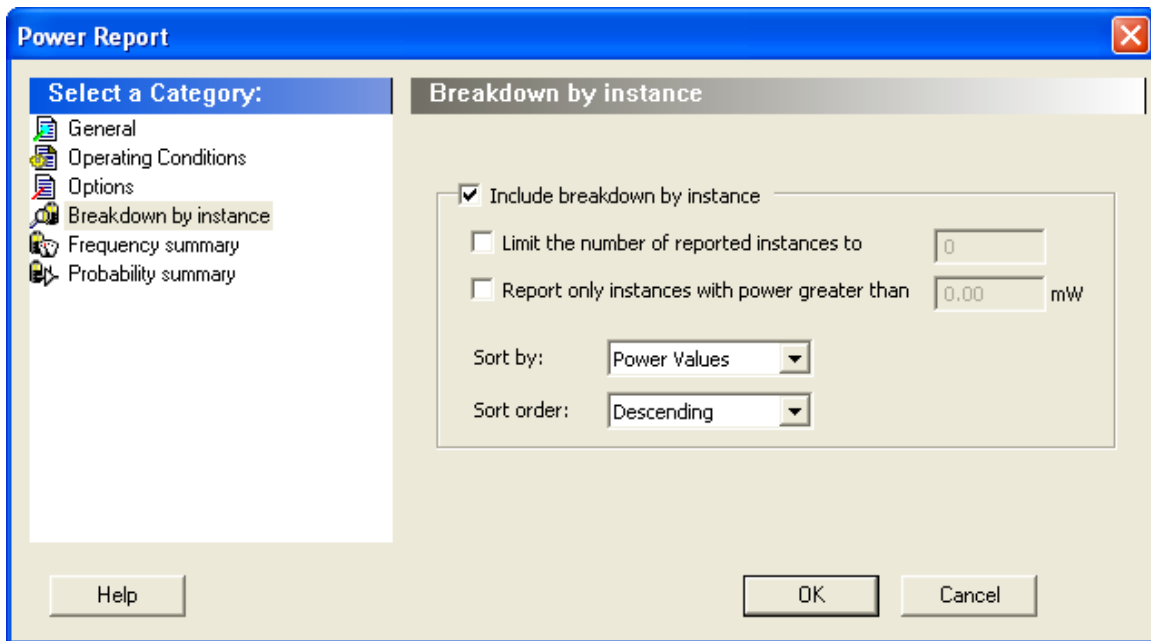 Power Report
Select a Category:
General
Operating Conditions
Options
Breakdown by instance
Frequency summary
Probability summary
Breakdown by instance
Include breakdown by instance
Limit the number of reported instances to 0
Report only instances with power greater than 0.00 mW
Sort by: Power Values
Sort order: Descending
Help
OK
Cancel